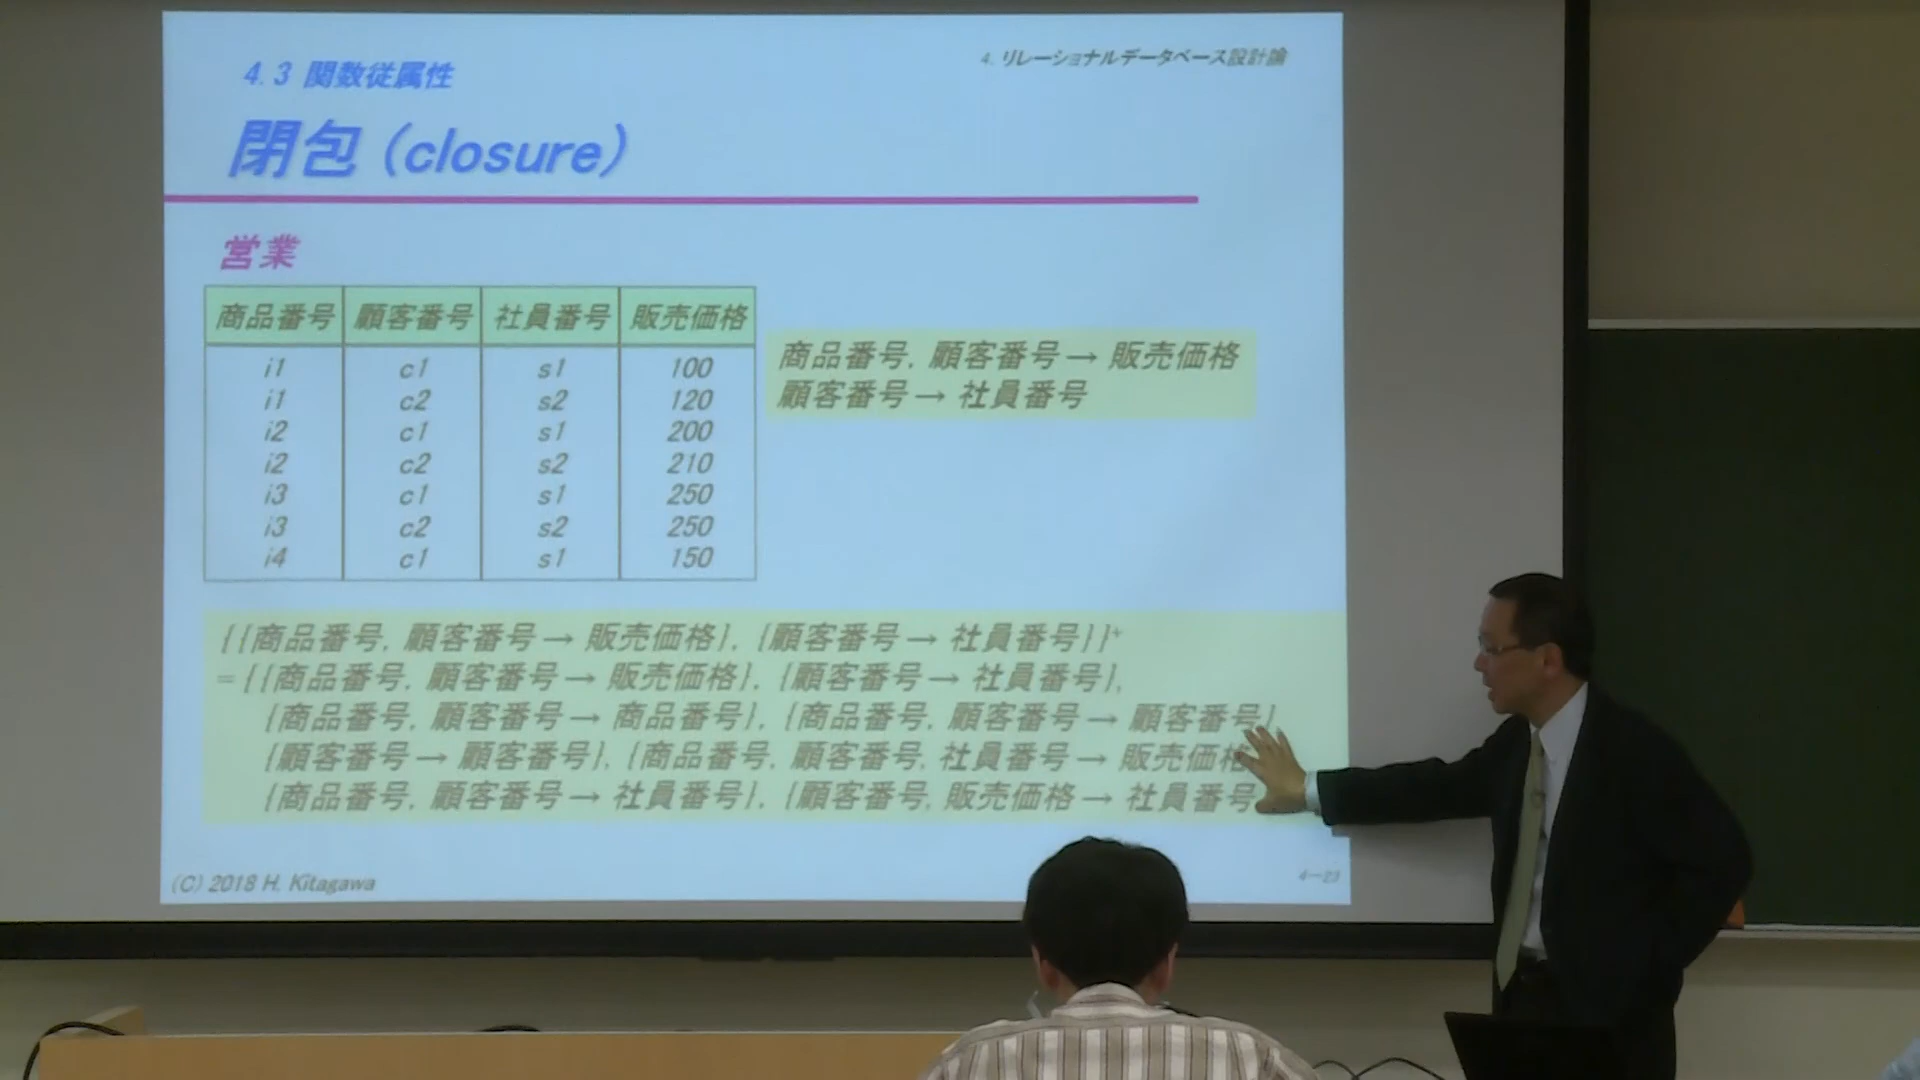 4.3 関数従属性
4. リレーショナルデータベース設計論
閉包 (closure)
営業
商品番号 顧客番号 社員番号 販売価格
i1 c1 s1 100
i1 c2 s2 120
i2 c1 s1 200
i2 c2 s2 210
i3 c1 s1 250
i3 c2 s2 250
i4 c1 s1 150
商品番号, 顧客番号→ 販売価格
顧客番号→ 社員番号
{{商品番号, 顧客番号→ 販売価格}, {顧客番号→ 社員番号}}+
={{商品番号, 顧客番号→ 販売価格}, {顧客番号→ 社員番号},
{商品番号, 顧客番号→ 商品番号}, {商品番号, 顧客番号→ 顧客番号}
{顧客番号→ 顧客番号}, {商品番号, 顧客番号, 社員番号→ 販売価格
{商品番号, 顧客番号→ 社員番号}, {顧客番号, 販売価格→ 社員番号
(C) 2018 H. Kitagawa
4-23